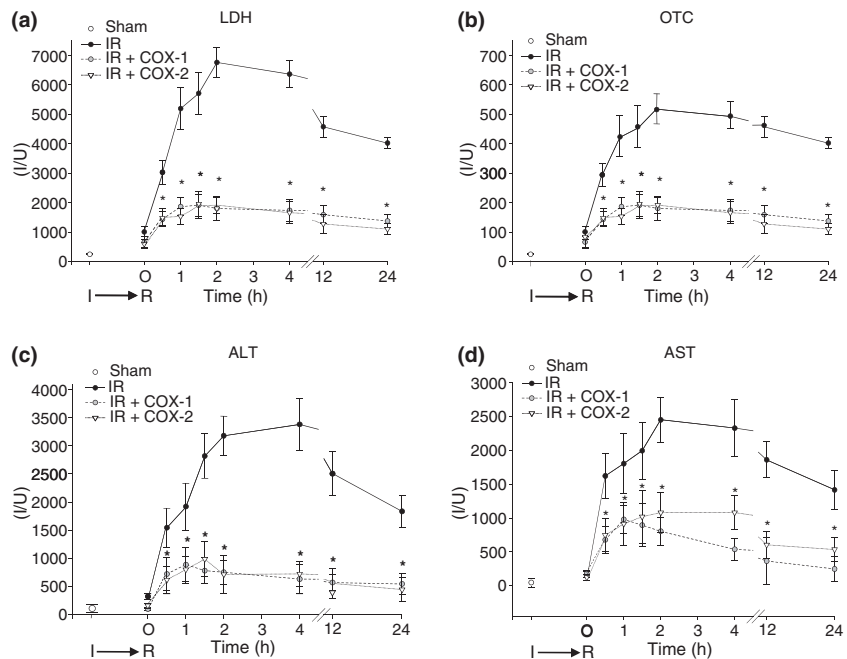 (a) LDH
Sham
IR
IR + COX-1
IR + COX-2
7000
6000
5000
4000
3000
2000
1000
0
(I/U)
* * * * * * *
O 1 2 3 4 12 24
I R Time (h)
(b) OTC
Sham
IR
IR + COX-1
IR + COX-2
700
600
500
400
300
200
100
0
(I/U)
* * * * * * *
O 1 2 3 4 12 24
I R Time (h)
(c) ALT
Sham
IR
IR + COX-1
IR + COX-2
4000
3500
3000
2500
2000
1500
1000
500
0
(I/U)
* * * * * * *
O 1 2 3 4 12 24
I R Time (h)
(d) AST
Sham
IR
IR + COX-1
IR + COX-2
3000
2500
2000
1500
1000
500
0
(I/U)
* * * * * * *
O 1 2 3 4 12 24
I R Time (h)